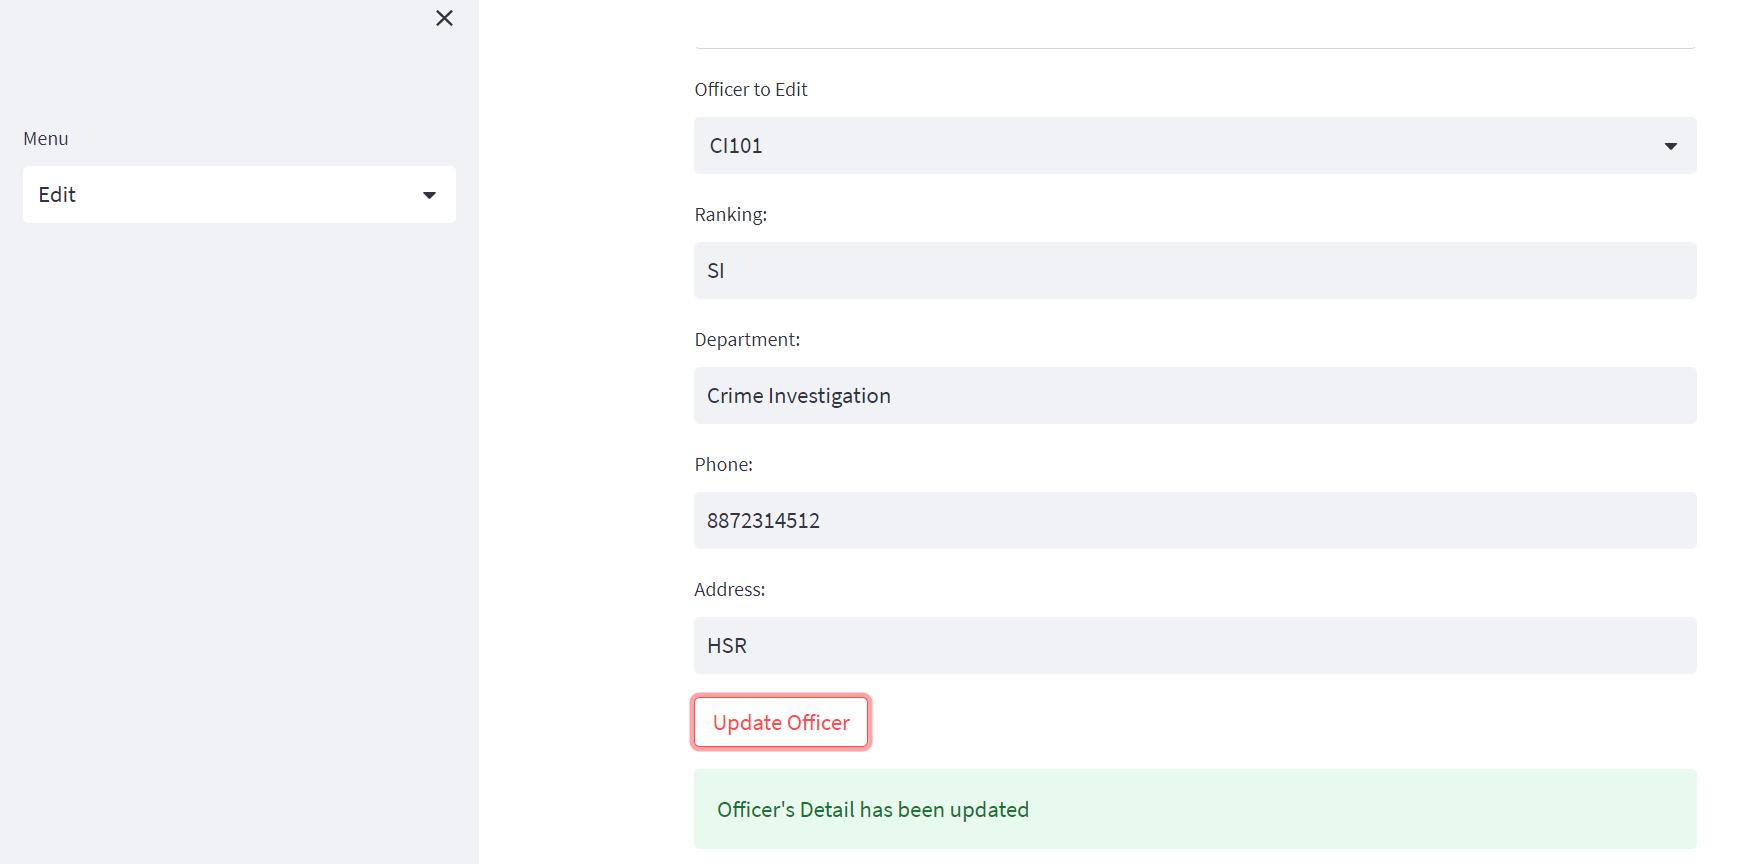 Menu
Edit
Officer to Edit
CI101
Ranking:
SI
Department:
Crime Investigation
Phone:
8872314512
Address:
HSR
Update Officer
Officer's Detail has been updated